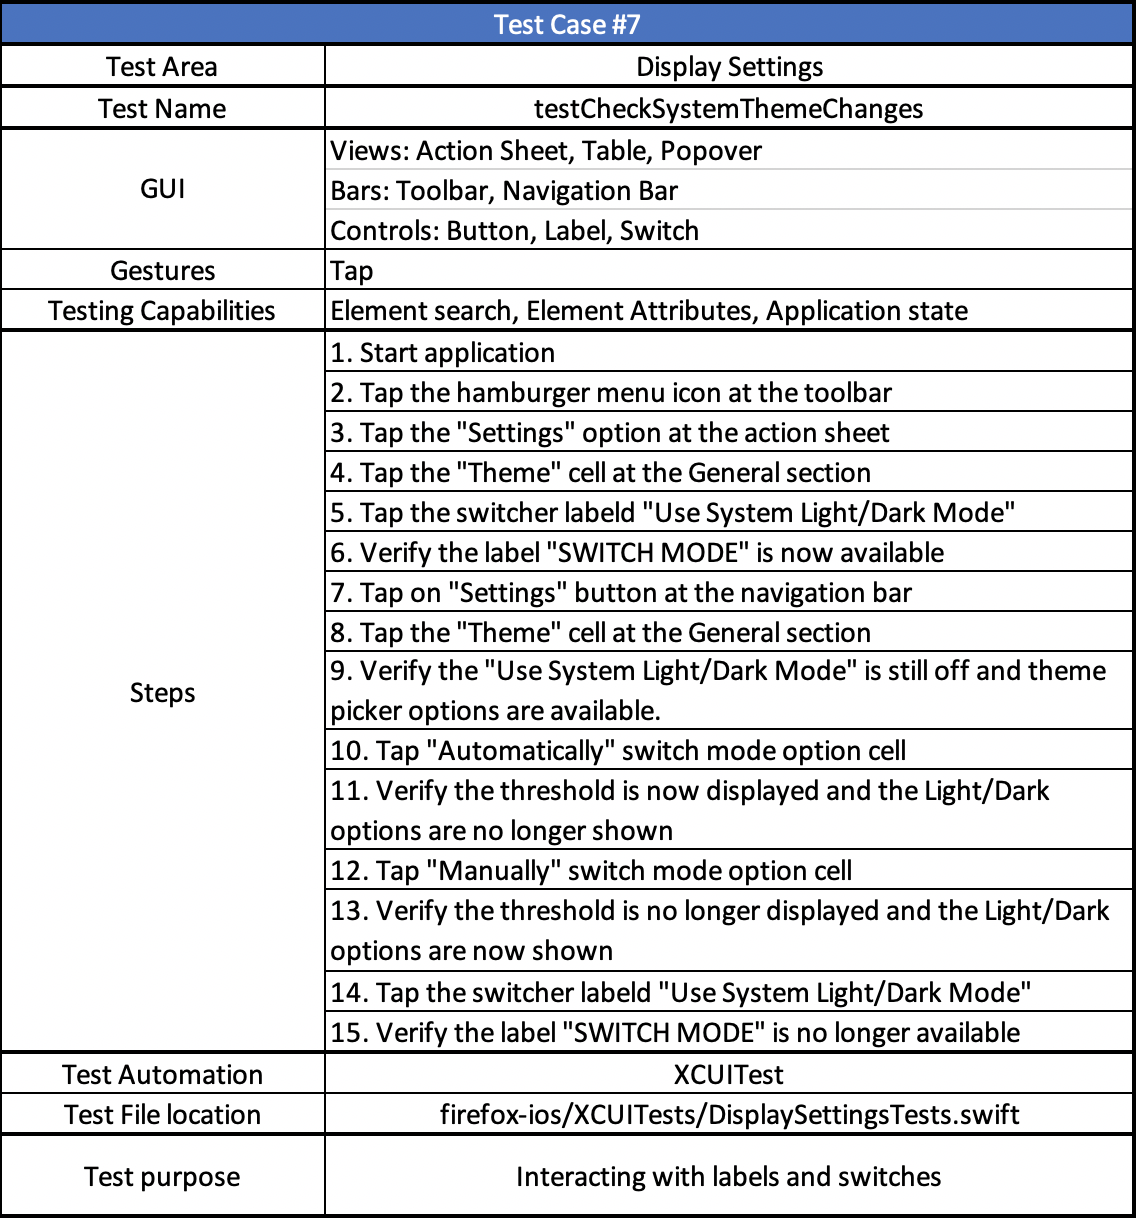 Test Case #7
Test Area
Display Settings
Test Name
testCheckSystemThemeChanges
GUI
Views: Action Sheet, Table, Popover
Bars: Toolbar, Navigation Bar
Controls: Button, Label, Switch
Gestures
Tap
Testing Capabilities
Element search, Element Attributes, Application state
Steps
1. Start application
2. Tap the hamburger menu icon at the toolbar
3. Tap the "Settings" option at the action sheet
4. Tap the "Theme" cell at the General section
5. Tap the switcher labeld "Use System Light/Dark Mode"
6. Verify the label "SWITCH MODE" is now available
7. Tap on "Settings" button at the navigation bar
8. Tap the "Theme" cell at the General section
9. Verify the "Use System Light/Dark Mode" is still off and theme
picker options are available.
10. Tap "Automatically" switch mode option cell
11. Verify the threshold is now displayed and the Light/Dark
options are no longer shown
12. Tap "Manually" switch mode option cell
13. Verify the threshold is no longer displayed and the Light/Dark
options are now shown
14. Tap the switcher labeld "Use System Light/Dark Mode"
15. Verify the label "SWITCH MODE" is no longer available
Test Automation
XCUITest
Test File location
firefox-ios/XCUITests/DisplaySettingsTests.swift
Test purpose
Interacting with labels and switches